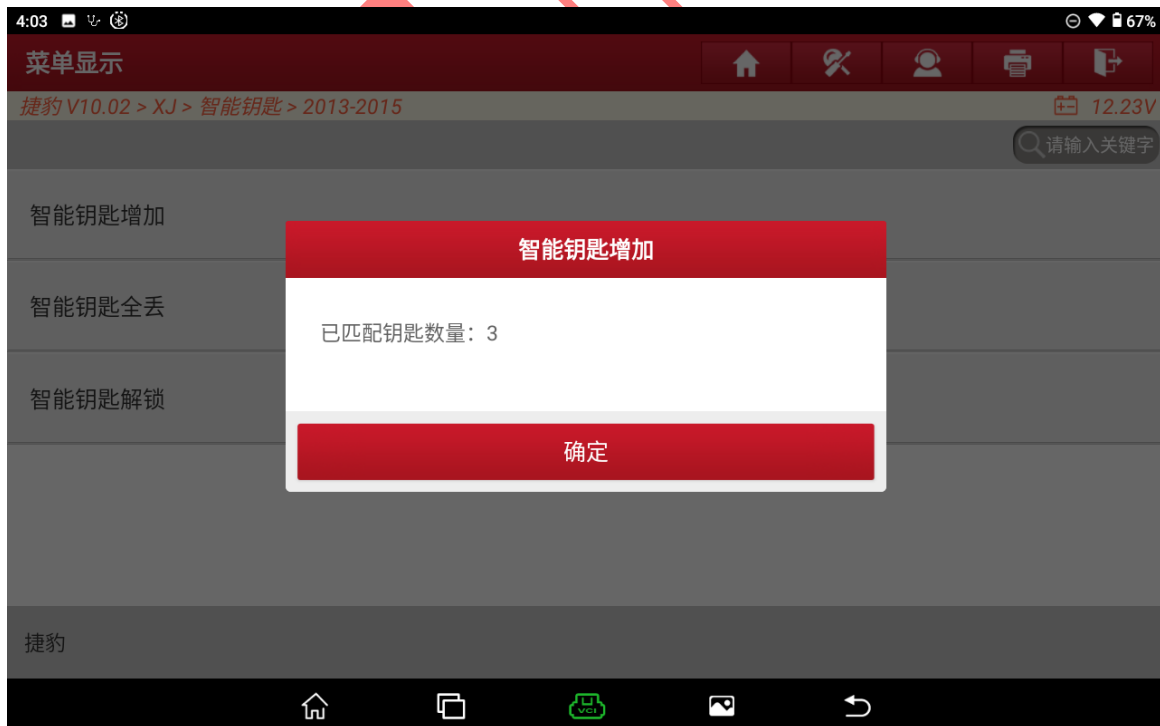 4:03
67%
菜单显示
捷豹 V10.02 > XJ > 智能钥匙 > 2013-2015
12.23V
请输入关键字
智能钥匙增加
智能钥匙增加
智能钥匙全丢
已匹配钥匙数量：3
智能钥匙解锁
确定
捷豹
VCI